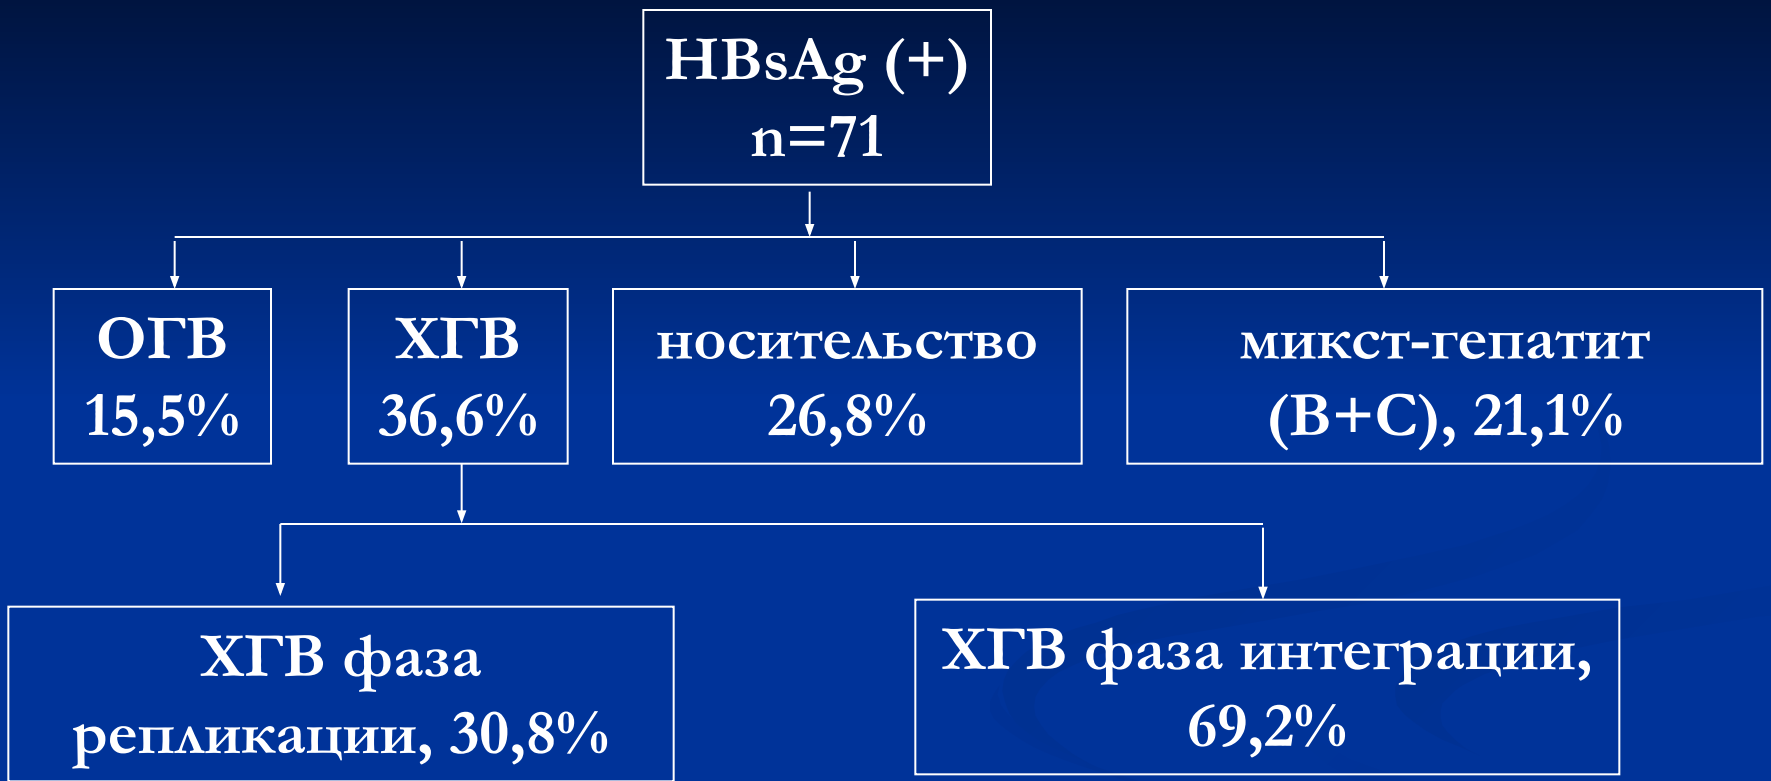 HBsAg (+)
n=71
ОГВ
15,5%
ХГВ
36,6%
носительство
26,8%
микст-гепатит
(В+С), 21,1%
ХГВ фаза
репликации, 30,8%
ХГВ фаза интеграции,
69,2%